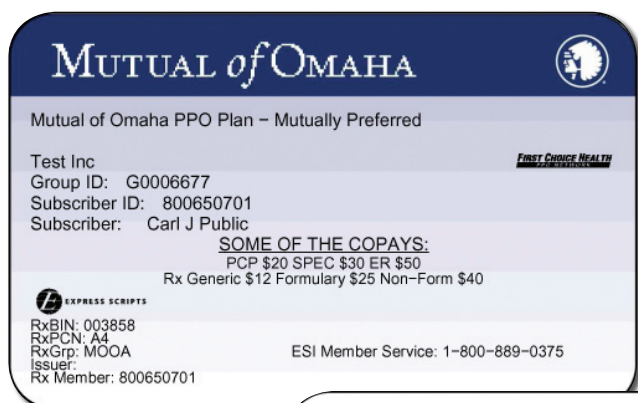 MUTUAL of OMAHA
Mutual of Omaha PPO Plan − Mutually Preferred
Test Inc
FIRST CHOICE HEALTH
PPO NETWORK
Group ID: G0006677
Subscriber ID: 800650701
Subscriber: Carl J Public
SOME OF THE COPAYS:
PCP $20 SPEC $30 ER $50
Rx Generic $12 Formulary $25 Non−Form $40
EXPRESS SCRIPTS
RxBIN: 003858
RxPCN: A4
RxGrp: MOOA
ESI Member Service: 1−800−889−0375
Issuer:
Rx Member: 800650701